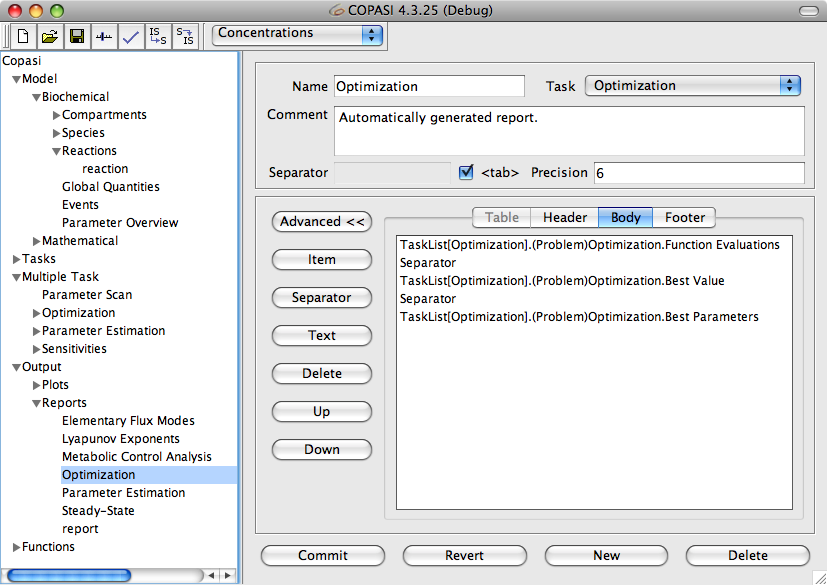 COPASI 4.3.25 (Debug)
IS S
S IS
Concentrations
Copasi
Model
Biochemical
Compartments
Species
Reactions
reaction
Global Quantities
Events
Parameter Overview
Mathematical
Tasks
Multiple Task
Parameter Scan
Optimization
Parameter Estimation
Sensitivities
Output
Plots
Reports
Elementary Flux Modes
Lyapunov Exponents
Metabolic Control Analysis
Optimization
Parameter Estimation
Steady-State
report
Functions
Name Optimization Task Optimization
Comment Automatically generated report.
Separator <tab> Precision 6
Advanced <<
Item
Separator
Text
Delete
Up
Down
Table Header Body Footer
TaskList[Optimization].(Problem)Optimization.Function Evaluations
Separator
TaskList[Optimization].(Problem)Optimization.Best Value
Separator
TaskList[Optimization].(Problem)Optimization.Best Parameters
Commit Revert New Delete